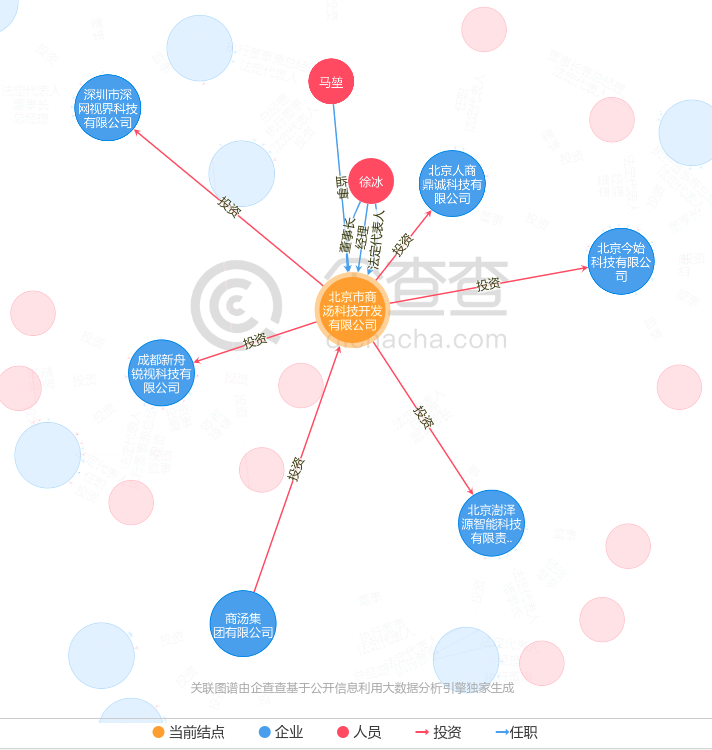 马堃
深圳市深
网视界科技
有限公司
徐冰
北京人商
鼎诚科技有
限公司
监事
投资
董事长
经理
法定代表人
投资
北京今始
科技有限公
司
企查查
投资
北京市商
汤科技开发
有限公司
qichacha.com
投资
成都新舟
锐视科技有
限公司
投资
投资
北京澍泽
源智能科技
有限责..
商汤集
团有限公司
关联图谱由企查查基于公开信息利用大数据分析引擎独家生成
当前结点 企业 人员 投资 任职